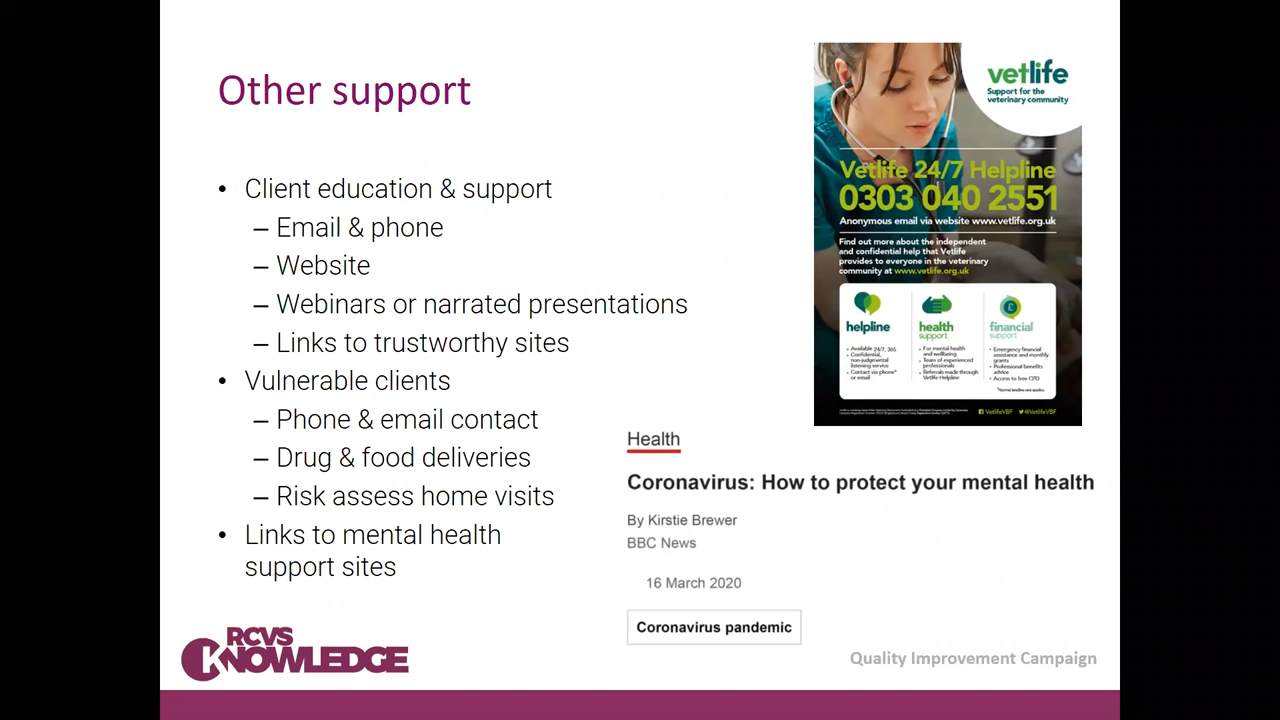 Other support
• Client education & support
– Email & phone
– Website
– Webinars or narrated presentations
– Links to trustworthy sites
• Vulnerable clients
– Phone & email contact
– Drug & food deliveries
– Risk assess home visits
• Links to mental health
support sites
vetlife
Support for the
veterinary community
Vetlife 24/7 Helpline
0303 040 2551
Anonymous email via website www.vetlife.org.uk
Find out more about the independent
and confidential help that Vetlife
provides to everyone in the veterinary
community at www.vetlife.org.uk
helpline
• Available 24/7, 365
• Confidential,
non-judgmental
listening service
• Contact via phone*
or email
health
support
• For mental health
and wellbeing
• Team of experienced
professionals
• Referrals made through
Vetlife Helpline
£
financial
support
• Emergency financial
assistance and monthly
grants
• Professional benefits
advice
• Access to free CPD
*Normal landline rate applies.
VetlifeVBF @VetlifeVBF
Health
Coronavirus: How to protect your mental health
By Kirstie Brewer
BBC News
16 March 2020
Coronavirus pandemic
RCVS
KNOWLEDGE
Quality Improvement Campaign